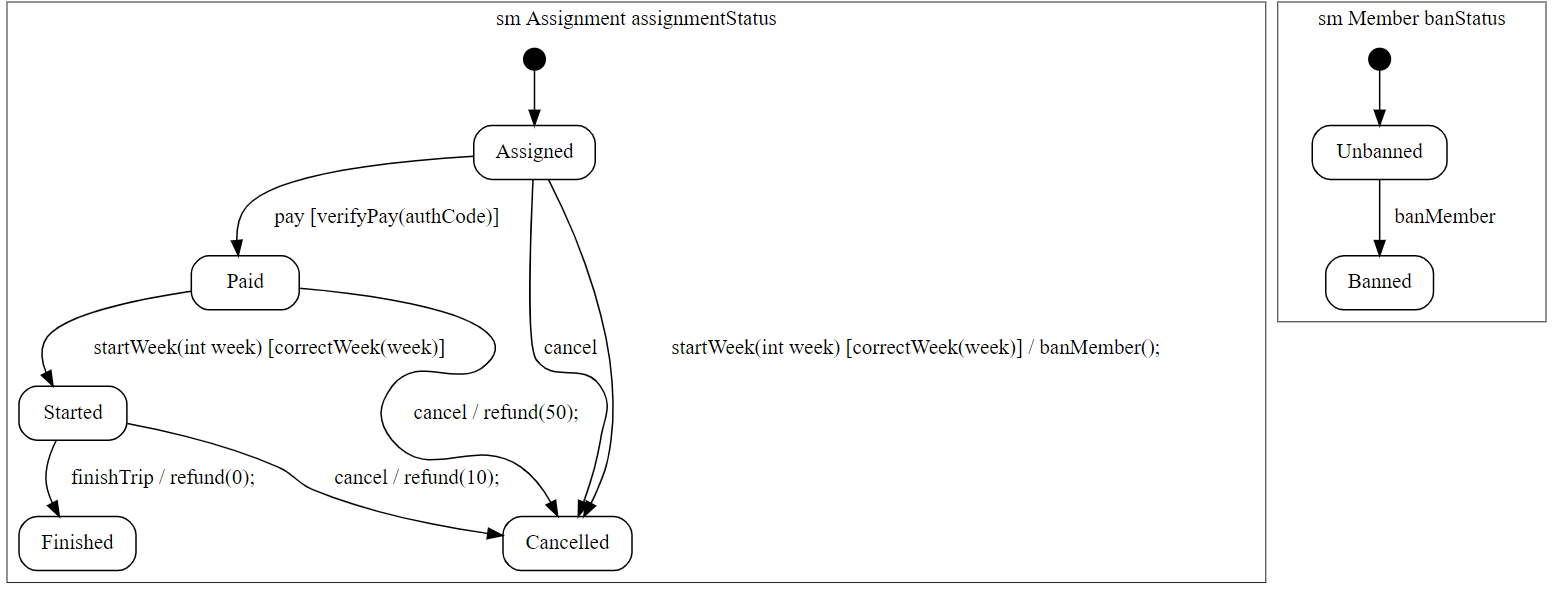 sm Assignment assignmentStatus
sm Member banStatus
Assigned
Unbanned
pay [verifyPay(authCode)]
banMember
Paid
Banned
startWeek(int week) [correctWeek(week)]
cancel
startWeek(int week) [correctWeek(week)] / banMember();
Started
cancel / refund(50);
finishTrip / refund(0);
cancel / refund(10);
Finished
Cancelled